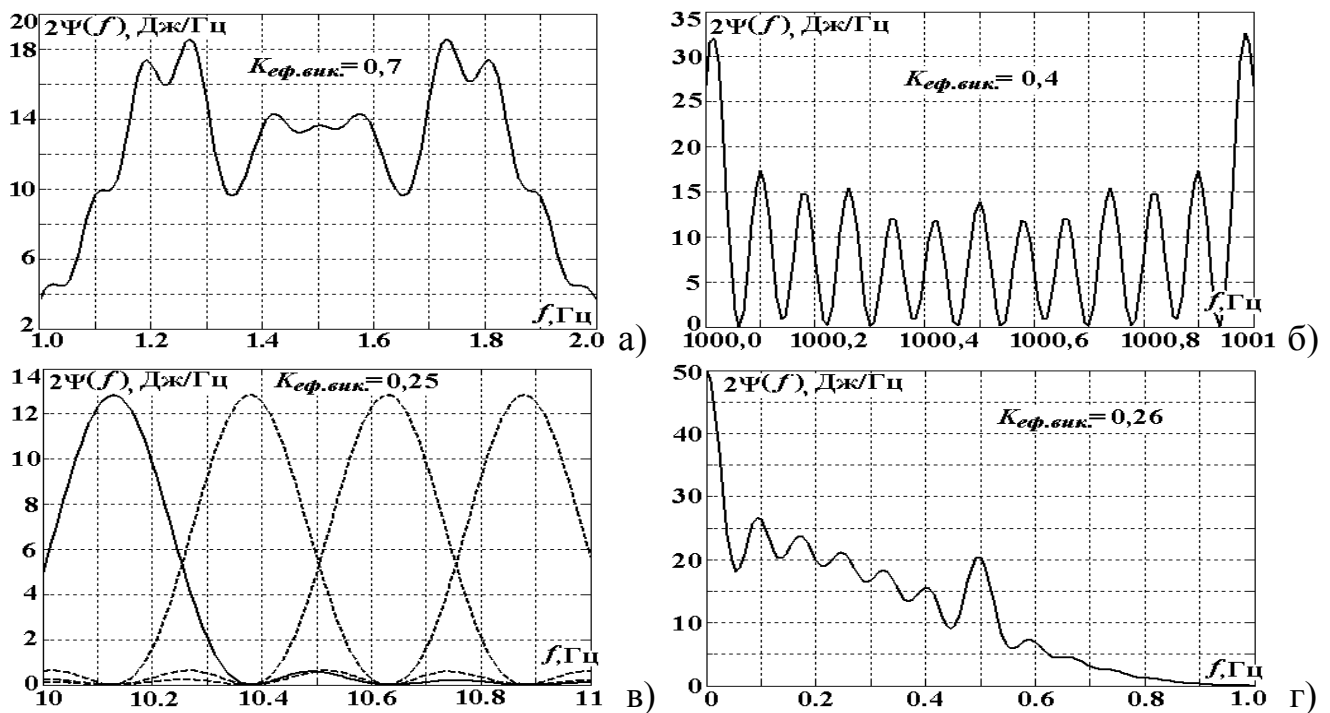 20
2Ψ(f), Дж/Гц
18
Kеф.вик.= 0,7
14
10
6
f,Гц
2
1.0 1.2 1.4 1.6 1.8 2.0
а)
35
2Ψ(f), Дж/Гц
30
Kеф.вик.= 0,4
25
20
15
10
5
f,Гц
0
1000,0 1000,2 1000,4 1000,6 1000,8 1001
б)
14
2Ψ(f), Дж/Гц
Kеф.вик.=0,25
12
10
8
6
4
2
f,Гц
0
10 10.2 10.4 10.6 10.8 11
в)
50
2Ψ(f), Дж/Гц
Kеф.вик.= 0,26
40
30
20
10
f,Гц
0
0 0.2 0.4 0.6 0.8 1.0
г)